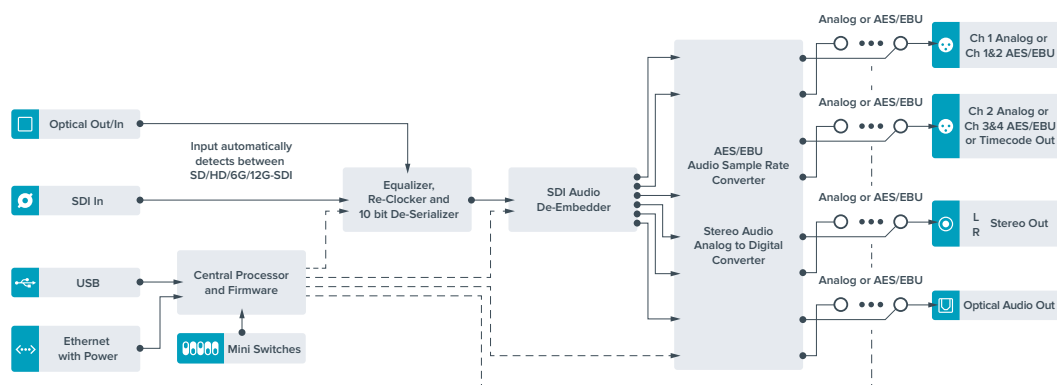 Optical Out/In
Input automatically
detects between
SD/HD/6G/12G-SDI
SDI In
Equalizer,
Re-Clocker and
10 bit De-Serializer
SDI Audio
De-Embedder
USB
Ethernet
with Power
Central Processor
and Firmware
Mini Switches
AES/EBU
Audio Sample Rate
Converter
Stereo Audio
Analog to Digital
Converter
Analog or AES/EBU
Ch 1 Analog or
Ch 1&2 AES/EBU
Analog or AES/EBU
Ch 2 Analog or
Ch 3&4 AES/EBU
or Timecode Out
Analog or AES/EBU
L
R
Stereo Out
Analog or AES/EBU
Optical Audio Out